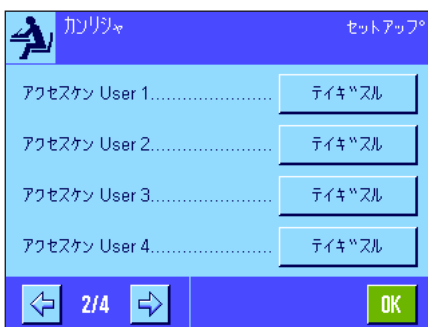 カンリシャ セットアップ
アクセスケン User 1...................... テイギスル
アクセスケン User 2...................... テイギスル
アクセスケン User 3...................... テイギスル
アクセスケン User 4...................... テイギスル
2/4 OK